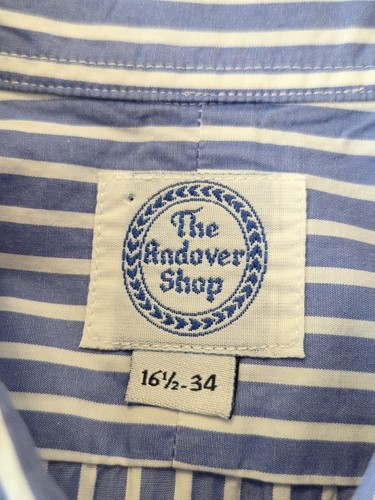 The
Andover
Shop
16½-34